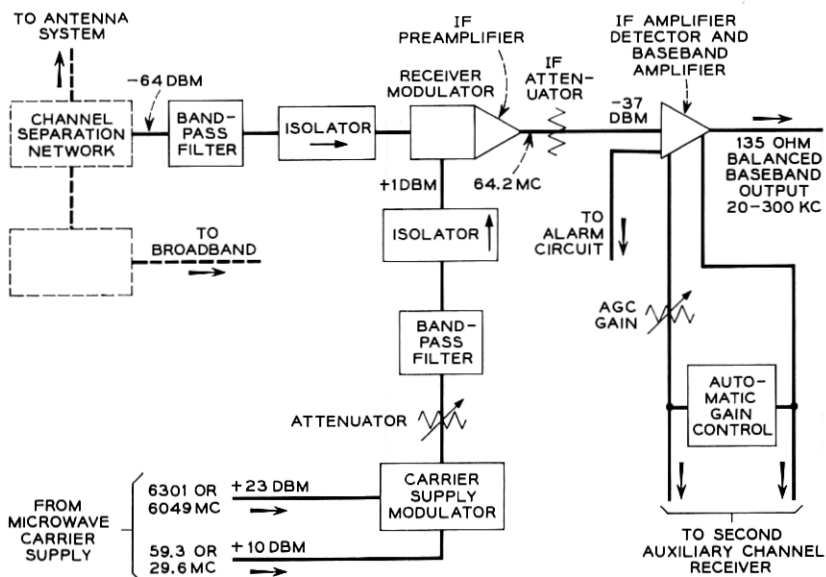 TO ANTENNA
SYSTEM
-64 DBM
CHANNEL
SEPARATION
NETWORK
BAND-
PASS
FILTER
ISOLATOR
RECEIVER
MODULATOR
IF
PREAMPLIFIER
IF
ATTEN-
UATOR
64.2 MC
-37
DBM
IF AMPLIFIER
DETECTOR AND
BASEBAND
AMPLIFIER
135 OHM
BALANCED
BASEBAND
OUTPUT
20-300 KC
+1DBM
TO
BROADBAND
ISOLATOR
TO
ALARM
CIRCUIT
BAND-
PASS
FILTER
AGC
GAIN
AUTO-
MATIC
GAIN
CONTROL
ATTENUATOR
FROM
MICROWAVE
CARRIER
SUPPLY
6301 OR
6049 MC
+23 DBM
59.3 OR
29.6 MC
+10 DBM
CARRIER
SUPPLY
MODULATOR
TO SECOND
AUXILIARY CHANNEL
RECEIVER